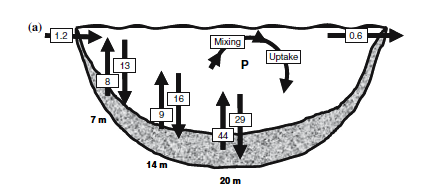 (a)
1.2
0.6
Mixing
Uptake
P
13
8
16
9
29
44
7 m
14 m
20 m